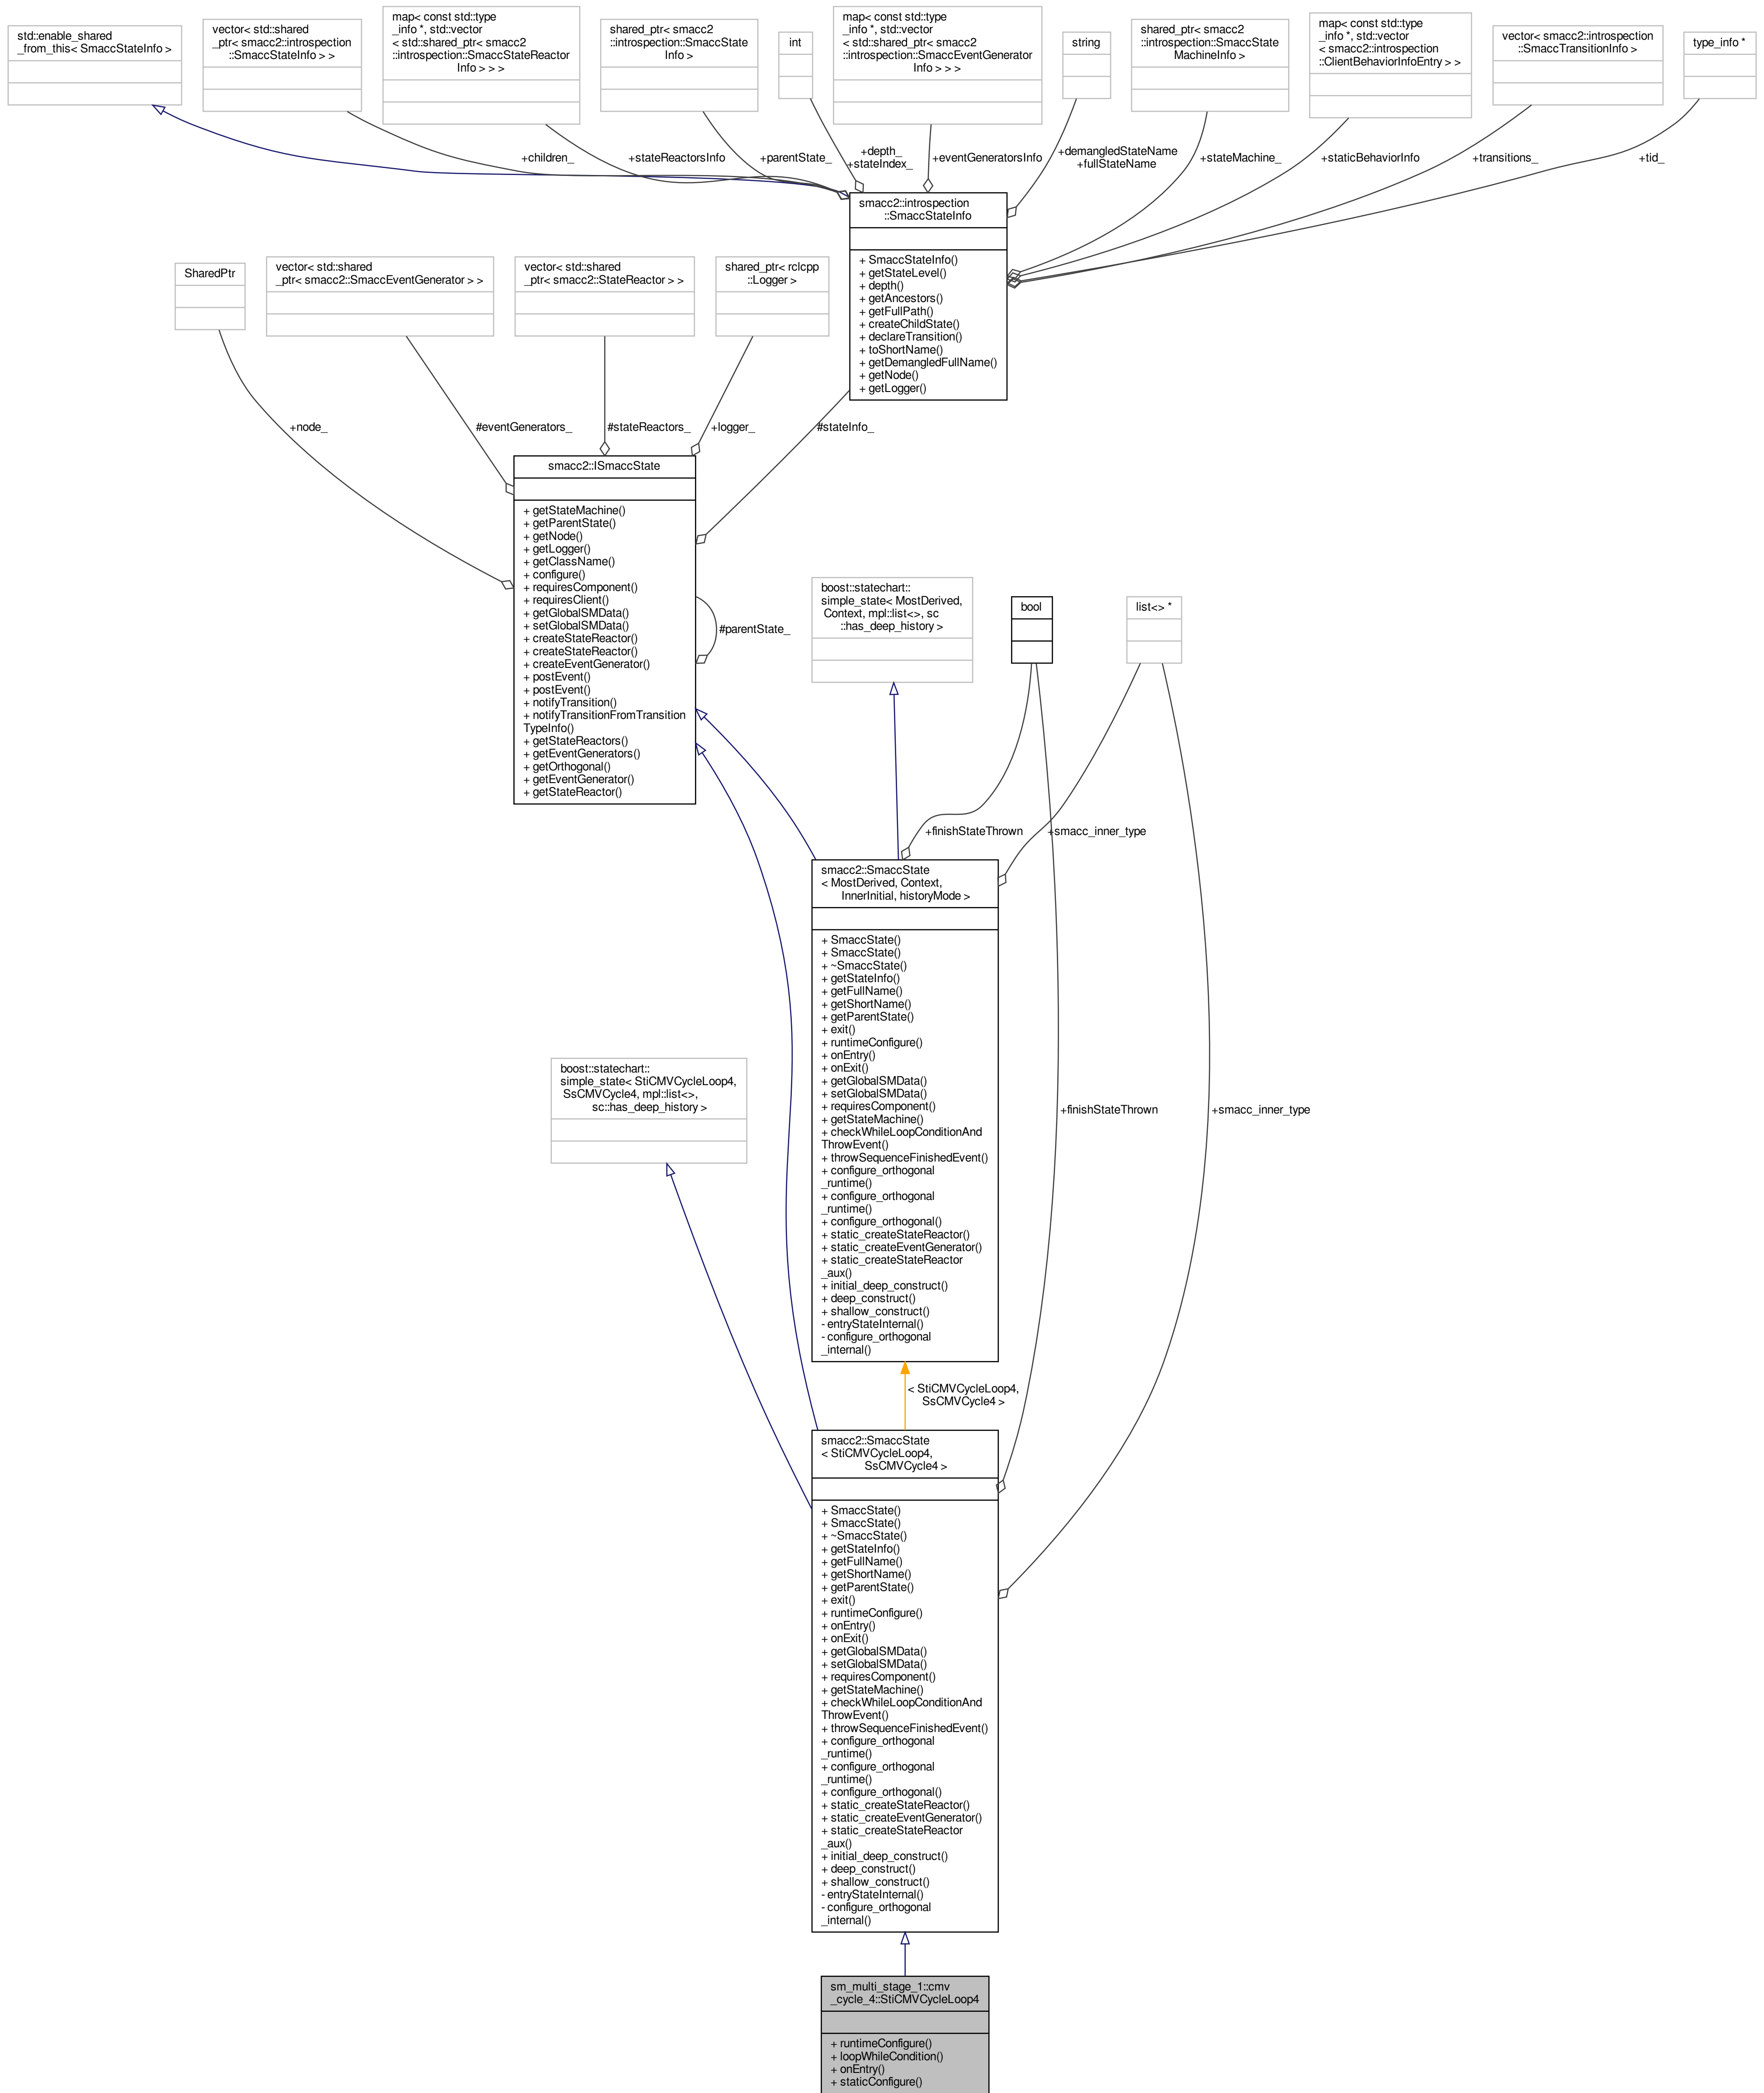 std::enable_shared
_from_this< SmaccStateInfo >
vector< std::shared
_ptr< smacc2::introspection
::SmaccStateInfo > >
map< const std::type
_info *, std::vector
< std::shared_ptr< smacc2
::introspection::SmaccStateReactor
Info > > >
shared_ptr< smacc2
::introspection::SmaccState
Info >
int
map< const std::type
_info *, std::vector
< std::shared_ptr< smacc2
::introspection::SmaccEventGenerator
Info > > >
string
shared_ptr< smacc2
::introspection::SmaccState
MachineInfo >
map< const std::type
_info *, std::vector
< smacc2::introspection
::ClientBehaviorInfoEntry > >
vector< smacc2::introspection
::SmaccTransitionInfo >
type_info *
+children_
+stateReactorsInfo
+parentState_
+depth_
+stateIndex_
+eventGeneratorsInfo
+demangledStateName
+fullStateName
+stateMachine_
+staticBehaviorInfo
+transitions_
+tid_
smacc2::introspection
::SmaccStateInfo
+ SmaccStateInfo()
+ getStateLevel()
+ depth()
+ getAncestors()
+ getFullPath()
+ createChildState()
+ declareTransition()
+ toShortName()
+ getDemangledFullName()
+ getNode()
+ getLogger()
SharedPtr
vector< std::shared
_ptr< smacc2::SmaccEventGenerator > >
vector< std::shared
_ptr< smacc2::StateReactor > >
shared_ptr< rclcpp
::Logger >
+node_
#eventGenerators_
#stateReactors_
+logger_
#stateInfo_
smacc2::ISmaccState
+ getStateMachine()
+ getParentState()
+ getNode()
+ getLogger()
+ getClassName()
+ configure()
+ requiresComponent()
+ requiresClient()
+ getGlobalSMData()
+ setGlobalSMData()
+ createStateReactor()
+ createStateReactor()
+ createEventGenerator()
+ postEvent()
+ postEvent()
+ notifyTransition()
+ notifyTransitionFromTransition
TypeInfo()
+ getStateReactors()
+ getEventGenerators()
+ getOrthogonal()
+ getEventGenerator()
+ getStateReactor()
#parentState_
boost::statechart::
simple_state< MostDerived,
Context, mpl::list<>, sc
::has_deep_history >
bool
list<> *
+finishStateThrown
+smacc_inner_type
smacc2::SmaccState
< MostDerived, Context,
InnerInitial, historyMode >
+ SmaccState()
+ SmaccState()
+ ~SmaccState()
+ getStateInfo()
+ getFullName()
+ getShortName()
+ getParentState()
+ exit()
+ runtimeConfigure()
+ onEntry()
+ onExit()
+ getGlobalSMData()
+ setGlobalSMData()
+ requiresComponent()
+ getStateMachine()
+ checkWhileLoopConditionAnd
ThrowEvent()
+ throwSequenceFinishedEvent()
+ configure_orthogonal
_runtime()
+ configure_orthogonal
_runtime()
+ configure_orthogonal()
+ static_createStateReactor()
+ static_createEventGenerator()
+ static_createStateReactor
_aux()
+ initial_deep_construct()
+ deep_construct()
+ shallow_construct()
- entryStateInternal()
- configure_orthogonal
_internal()
boost::statechart::
simple_state< StiCMVCycleLoop4,
SsCMVCycle4, mpl::list<>,
sc::has_deep_history >
+finishStateThrown
+smacc_inner_type
< StiCMVCycleLoop4,
SsCMVCycle4 >
smacc2::SmaccState
< StiCMVCycleLoop4,
SsCMVCycle4 >
+ SmaccState()
+ SmaccState()
+ ~SmaccState()
+ getStateInfo()
+ getFullName()
+ getShortName()
+ getParentState()
+ exit()
+ runtimeConfigure()
+ onEntry()
+ onExit()
+ getGlobalSMData()
+ setGlobalSMData()
+ requiresComponent()
+ getStateMachine()
+ checkWhileLoopConditionAnd
ThrowEvent()
+ throwSequenceFinishedEvent()
+ configure_orthogonal
_runtime()
+ configure_orthogonal
_runtime()
+ configure_orthogonal()
+ static_createStateReactor()
+ static_createEventGenerator()
+ static_createStateReactor
_aux()
+ initial_deep_construct()
+ deep_construct()
+ shallow_construct()
- entryStateInternal()
- configure_orthogonal
_internal()
sm_multi_stage_1::cmv
_cycle_4::StiCMVCycleLoop4
+ runtimeConfigure()
+ loopWhileCondition()
+ onEntry()
+ staticConfigure()